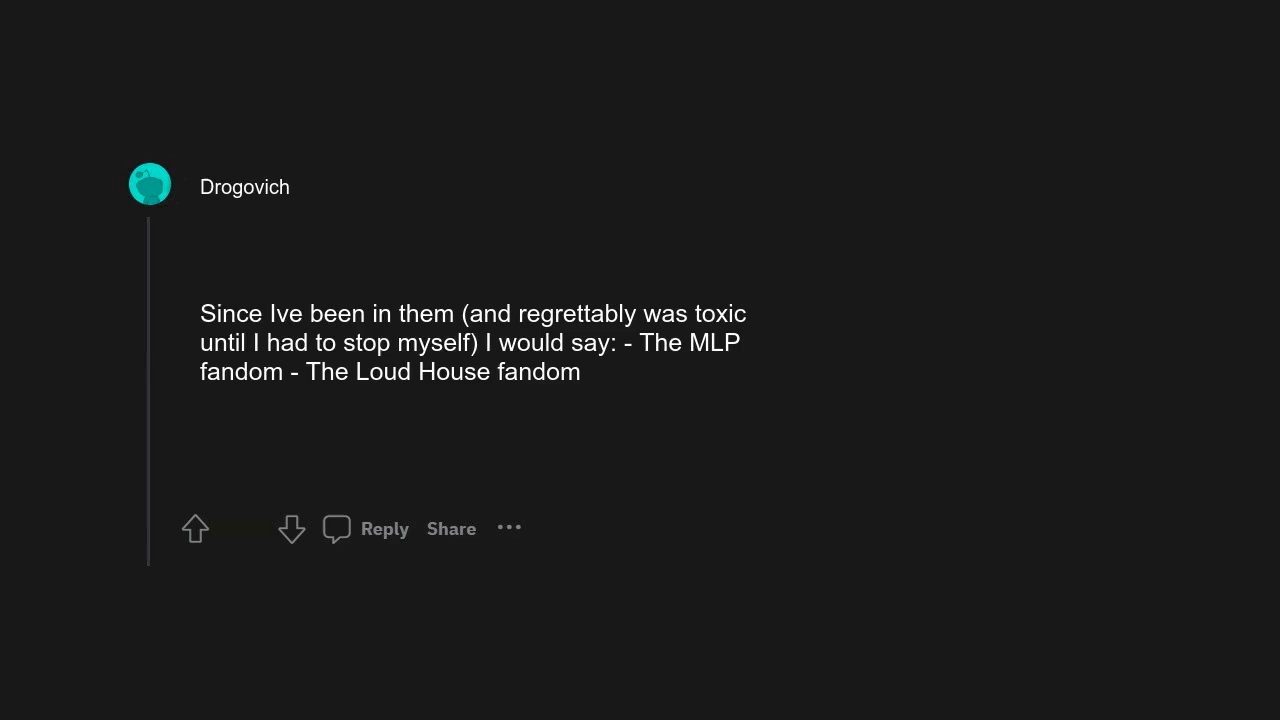 Drogovich
Since Ive been in them (and regrettably was toxic
until I had to stop myself) I would say: - The MLP
fandom - The Loud House fandom
Reply Share